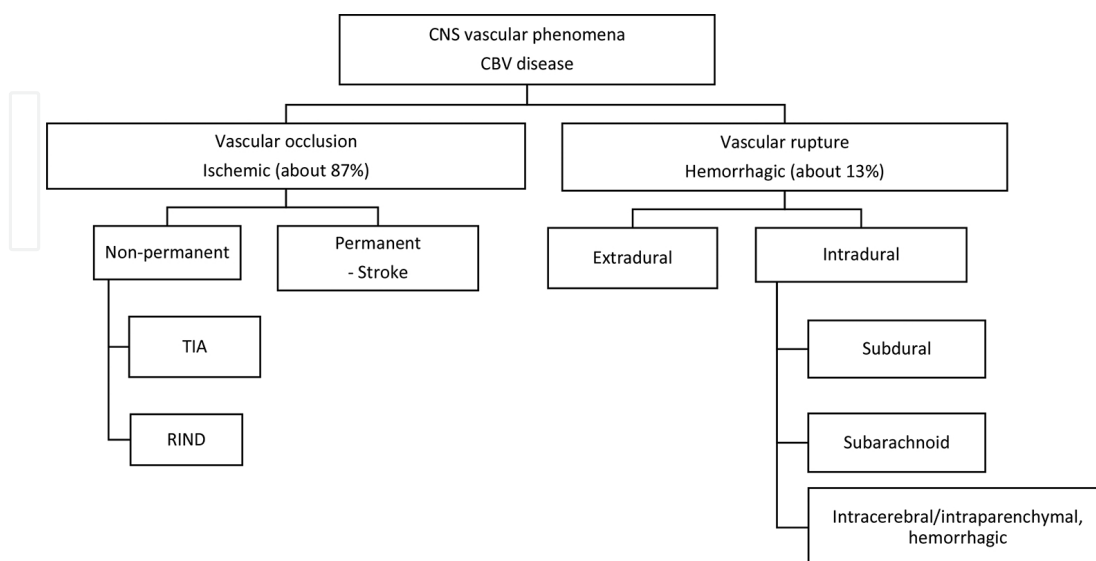 CNS vascular phenomena
CBV disease
Vascular occlusion
Ischemic (about 87%)
Vascular rupture
Hemorrhagic (about 13%)
Non-permanent
Permanent
- Stroke
Extradural
Intradural
TIA
RIND
Subdural
Subarachnoid
Intracerebral/intraparenchymal,
hemorrhagic